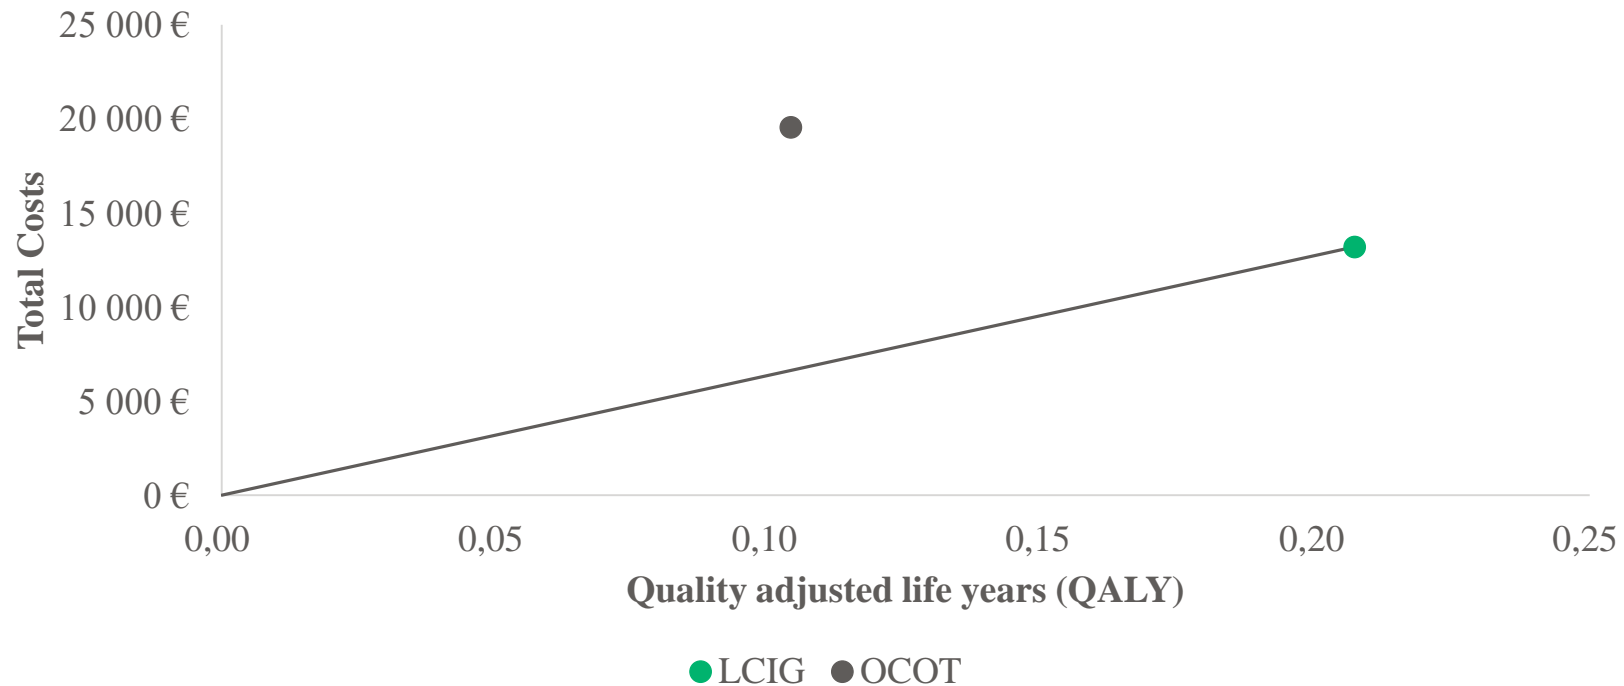 25 000 €
20 000 €
15 000 €
10 000 €
5 000 €
0 €
Total Costs
0,00 0,05 0,10 0,15 0,20 0,25
Quality adjusted life years (QALY)
LCIG OCOT